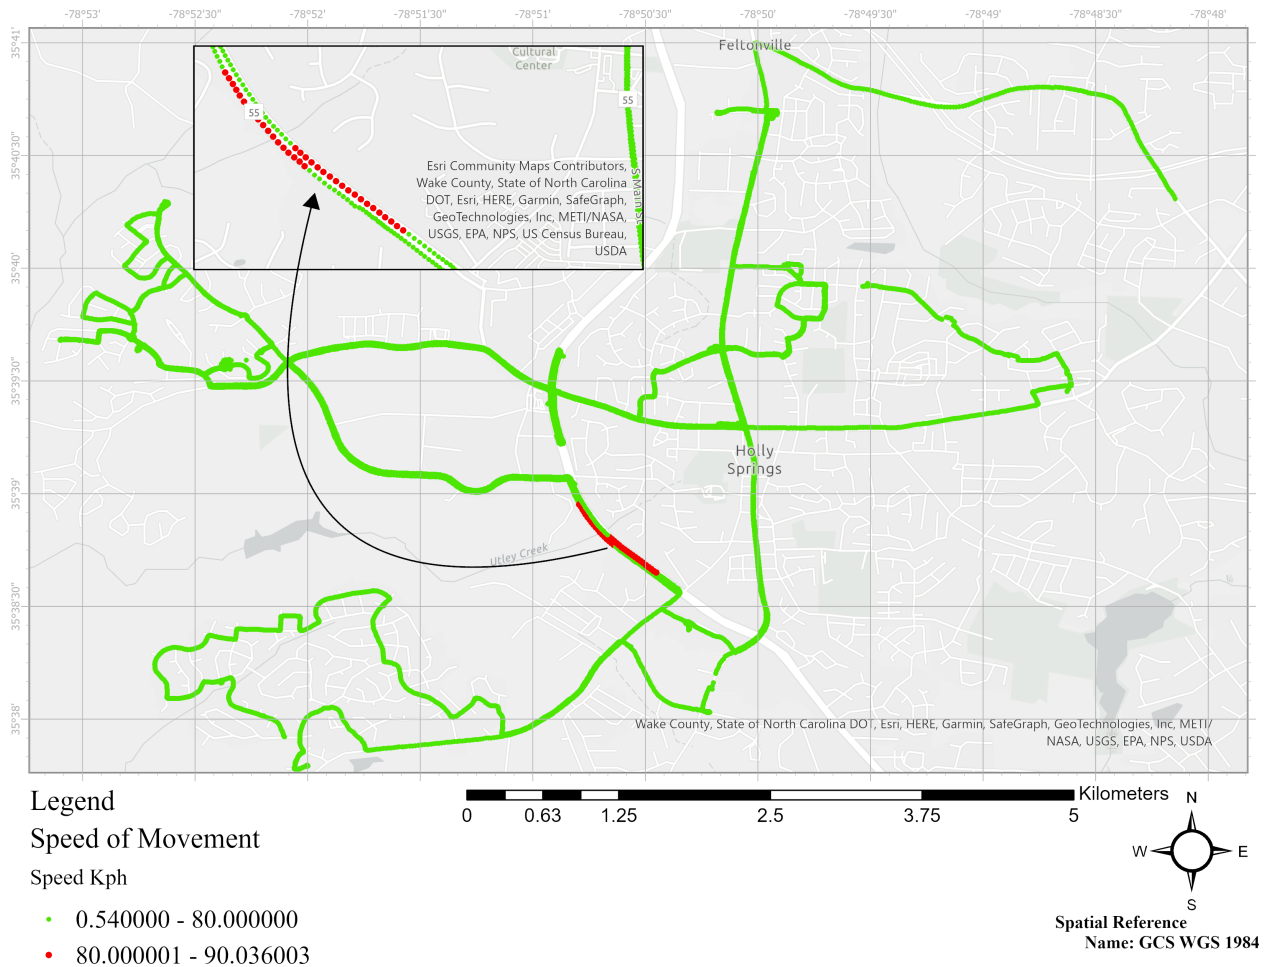 -78°53' -78°52'30" -78°52' -78°51'30" -78°51' -78°50'30" -78°50' -78°49'30" -78°49' -78°48'30" -78°48'
35°41'
35°40'30"
35°40'
35°39'30"
35°39'
35°38'30"
35°38'
Feltonville
Cultural
Center
55
55
S Main St
Esri Community Maps Contributors,
Wake County, State of North Carolina
DOT, Esri, HERE, Garmin, SafeGraph,
GeoTechnologies, Inc, METI/NASA,
USGS, EPA, NPS, US Census Bureau,
USDA
Holly
Springs
Utley Creek
Wake County, State of North Carolina DOT, Esri, HERE, Garmin, SafeGraph, GeoTechnologies, Inc, METI/
NASA, USGS, EPA, NPS, USDA
Legend
Speed of Movement
Speed Kph
0.540000 - 80.000000
80.000001 - 90.036003
Kilometers
0 0.63 1.25 2.5 3.75 5
N
W E
S
Spatial Reference
Name: GCS WGS 1984